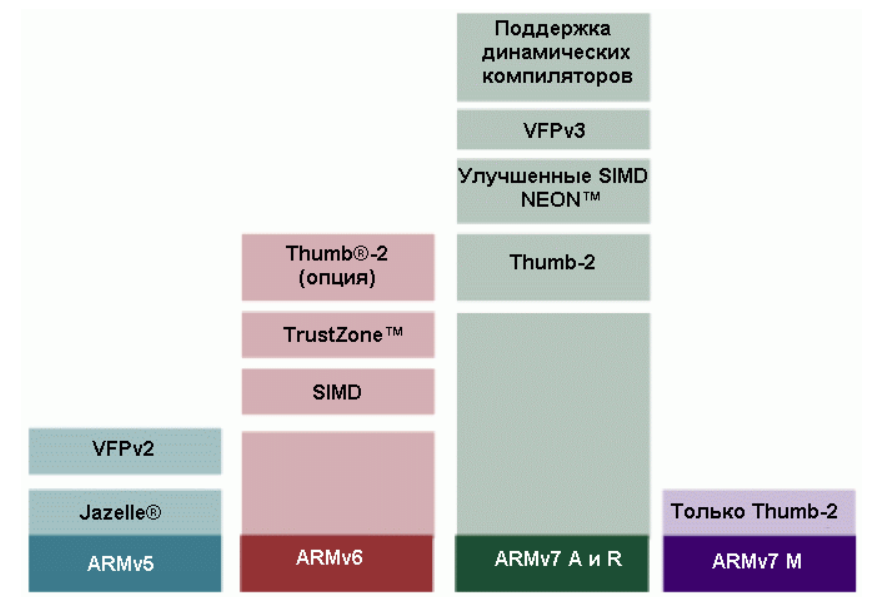 VFPv2
Jazelle®
ARMv5
Thumb®-2
(опция)
TrustZone™
SIMD
ARMv6
Поддержка
динамических
компиляторов
VFPv3
Улучшенные SIMD
NEON™
Thumb-2
ARMv7 А и R
Только Thumb-2
ARMv7 M